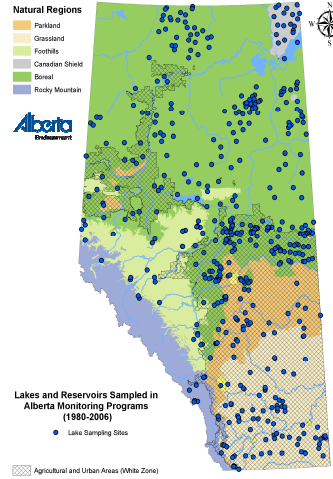 Natural Regions
Parkland
Grassland
Foothills
Canadian Shield
Boreal
Rocky Mountain
N
W
S
Alberta
Environment
Lakes and Reservoirs Sampled in
Alberta Monitoring Programs
(1980-2006)
Lake Sampling Sites
Agricultural and Urban Areas (White Zone)